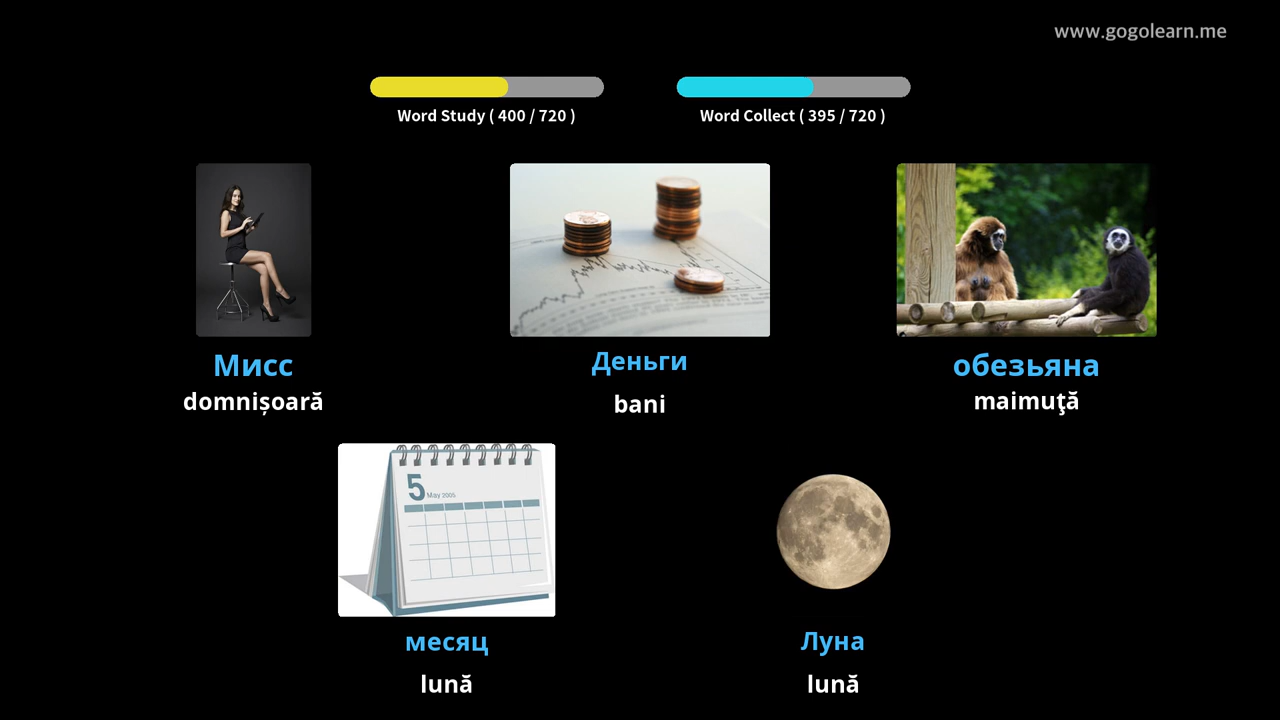 www.gogolearn.me
Word Study ( 400 / 720 )
Word Collect ( 395 / 720 )
Мисс
domnișoară
Деньги
bani
обезьяна
maimuţă
5 May 2005
месяц
lună
Луна
lună